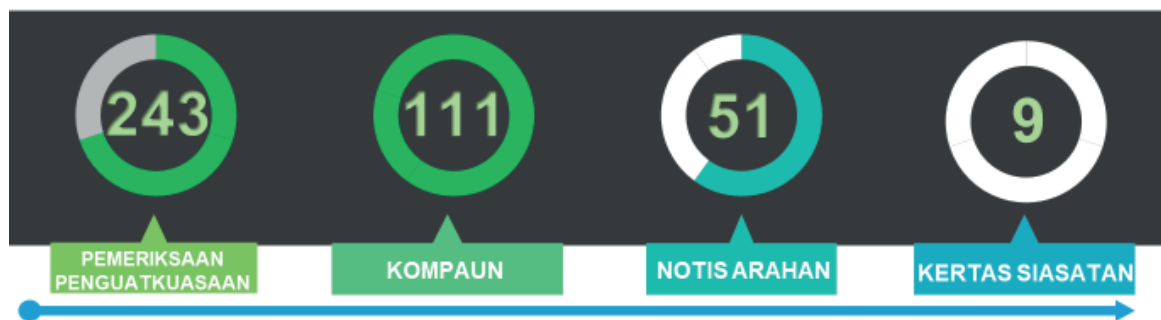 243
111
51
9
PEMERIKSAAN
PENGUATKUASAAN
KOMPAUN
NOTIS ARAHAN
KERTAS SIASATAN